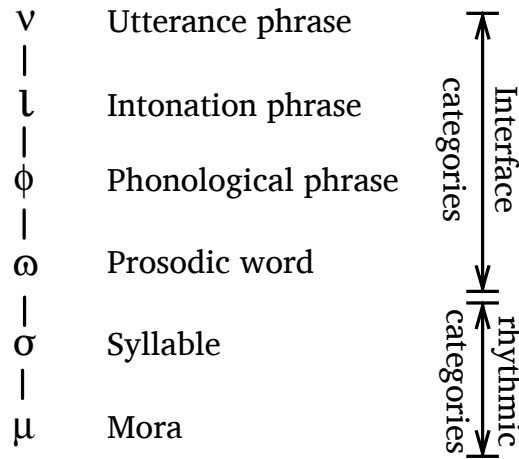 ν Utterance phrase
ι Intonation phrase
ϕ Phonological phrase
ω Prosodic word
σ Syllable
μ Mora
Interface
categories
rhythmic
categories